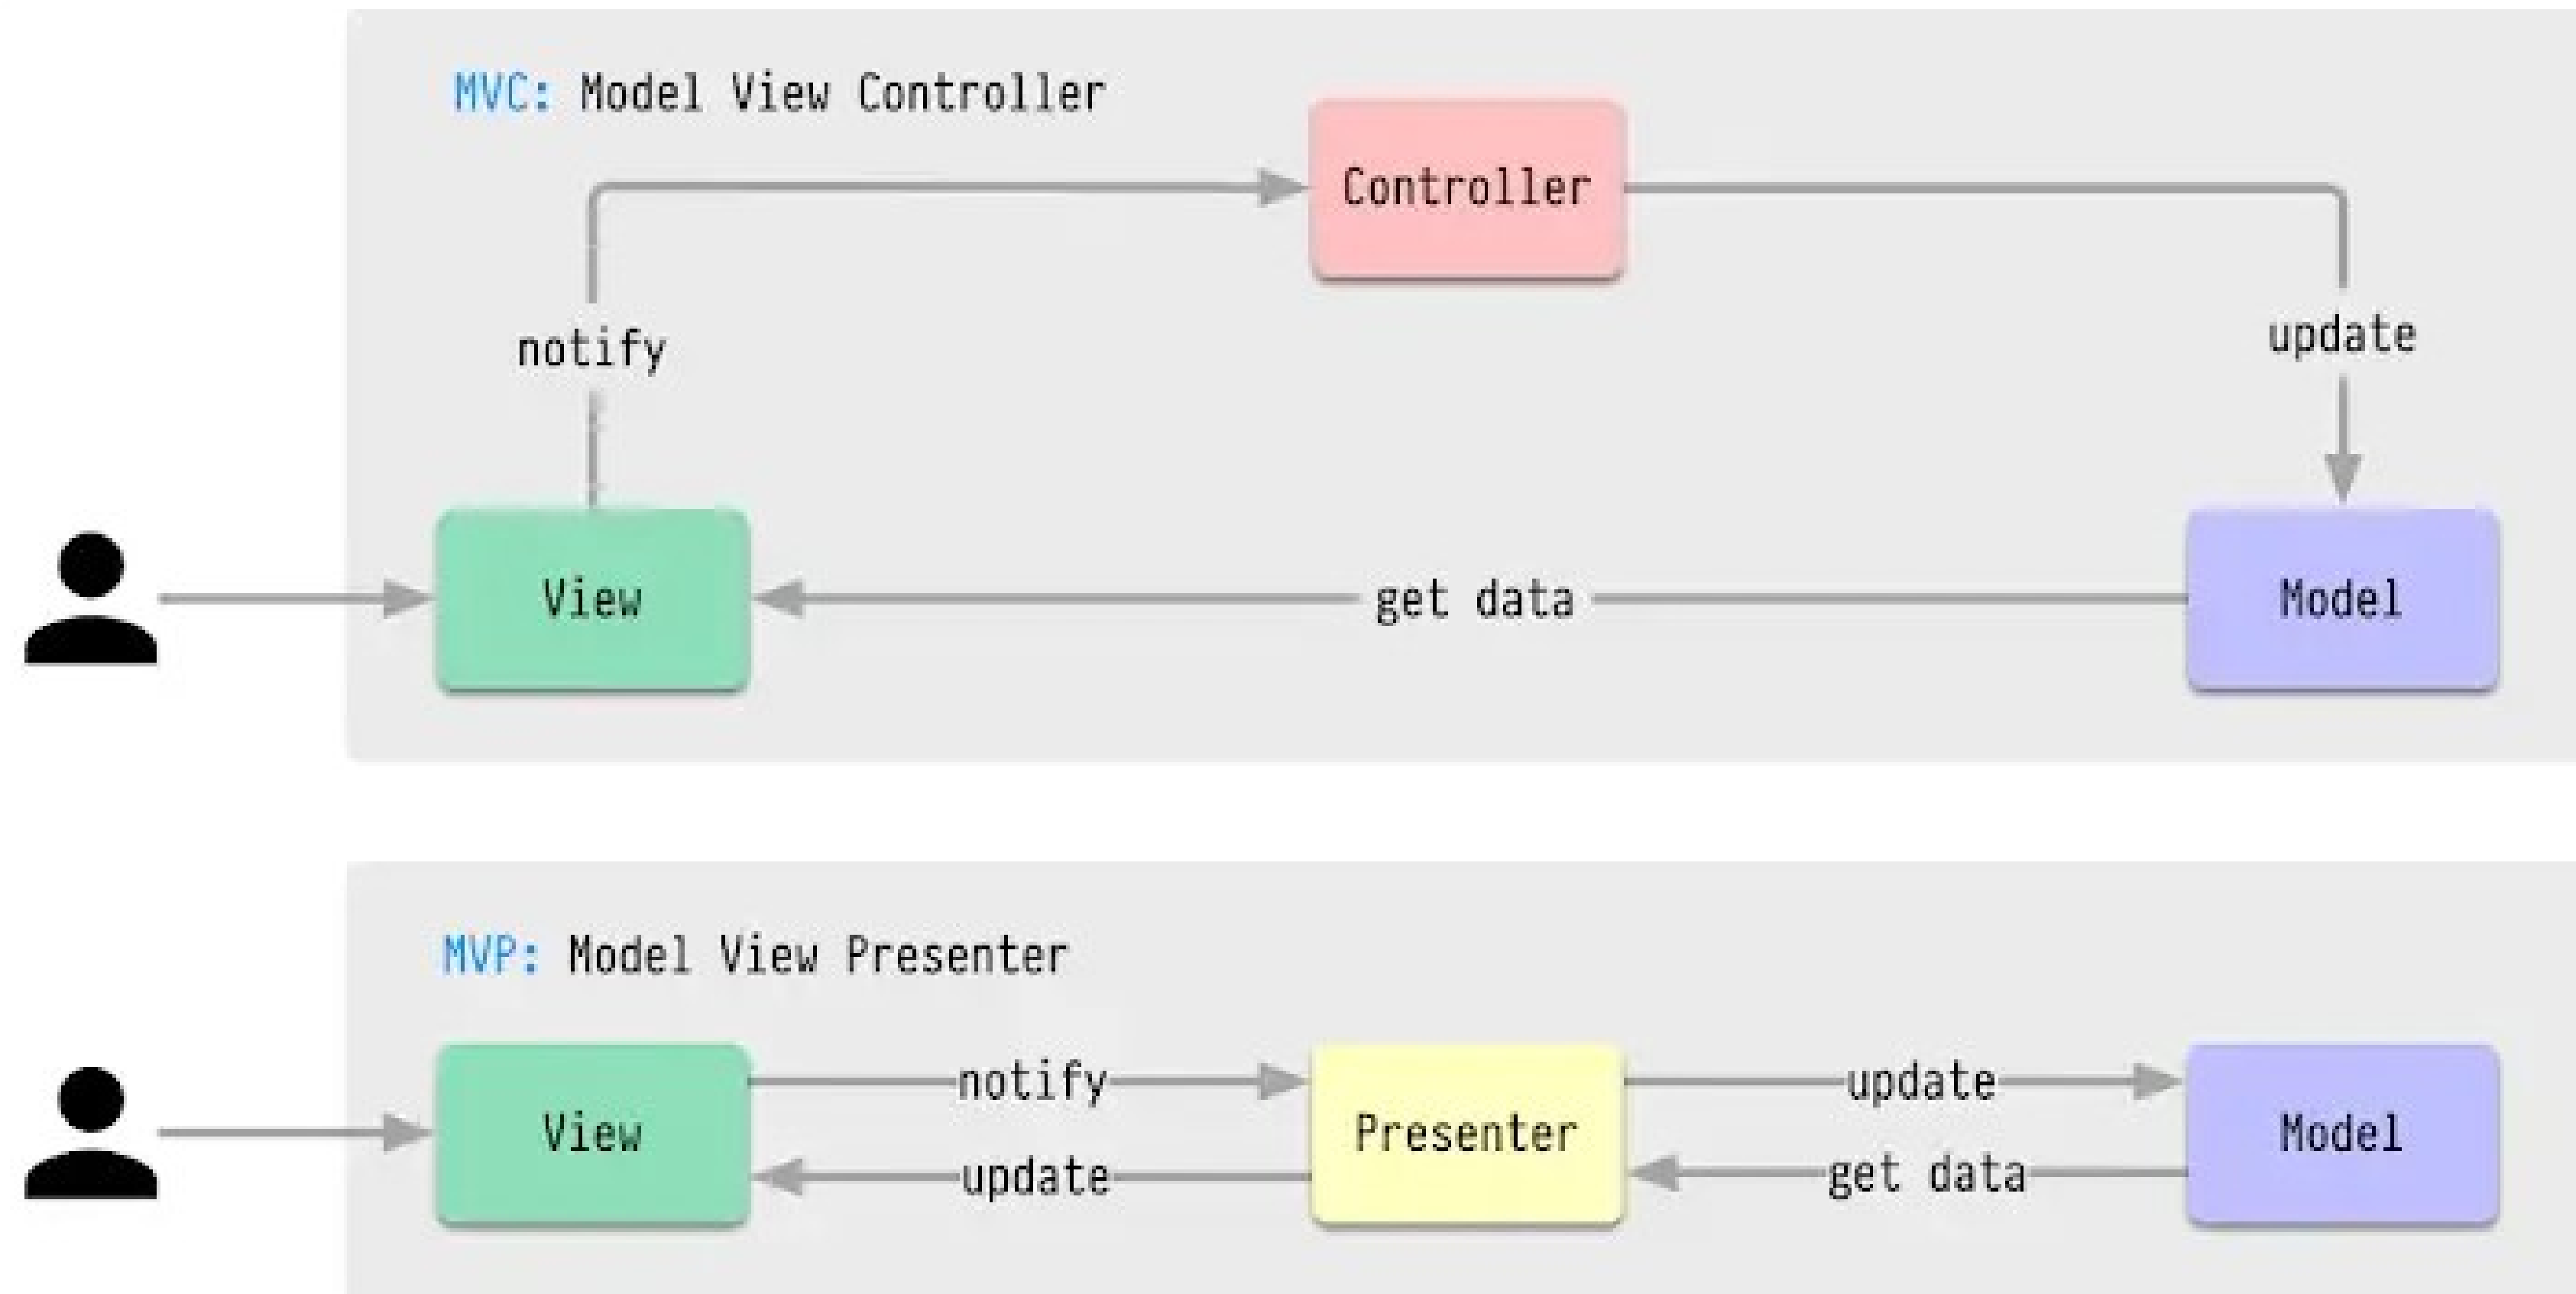 MVC: Model View Controller
Controller
notify
update
View
get data
Model
MVP: Model View Presenter
notify
update
View
Presenter
Model
update
get data